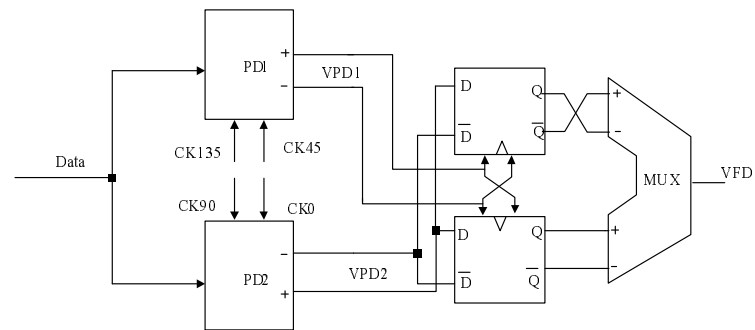 PD1
+
−
VPD1
CK135
CK45
Data
CK90
CK0
PD2
−
+
VPD2
D
Q
D̅
Q̅
D
Q
D̅
Q̅
+
−
MUX
VFD
+
−